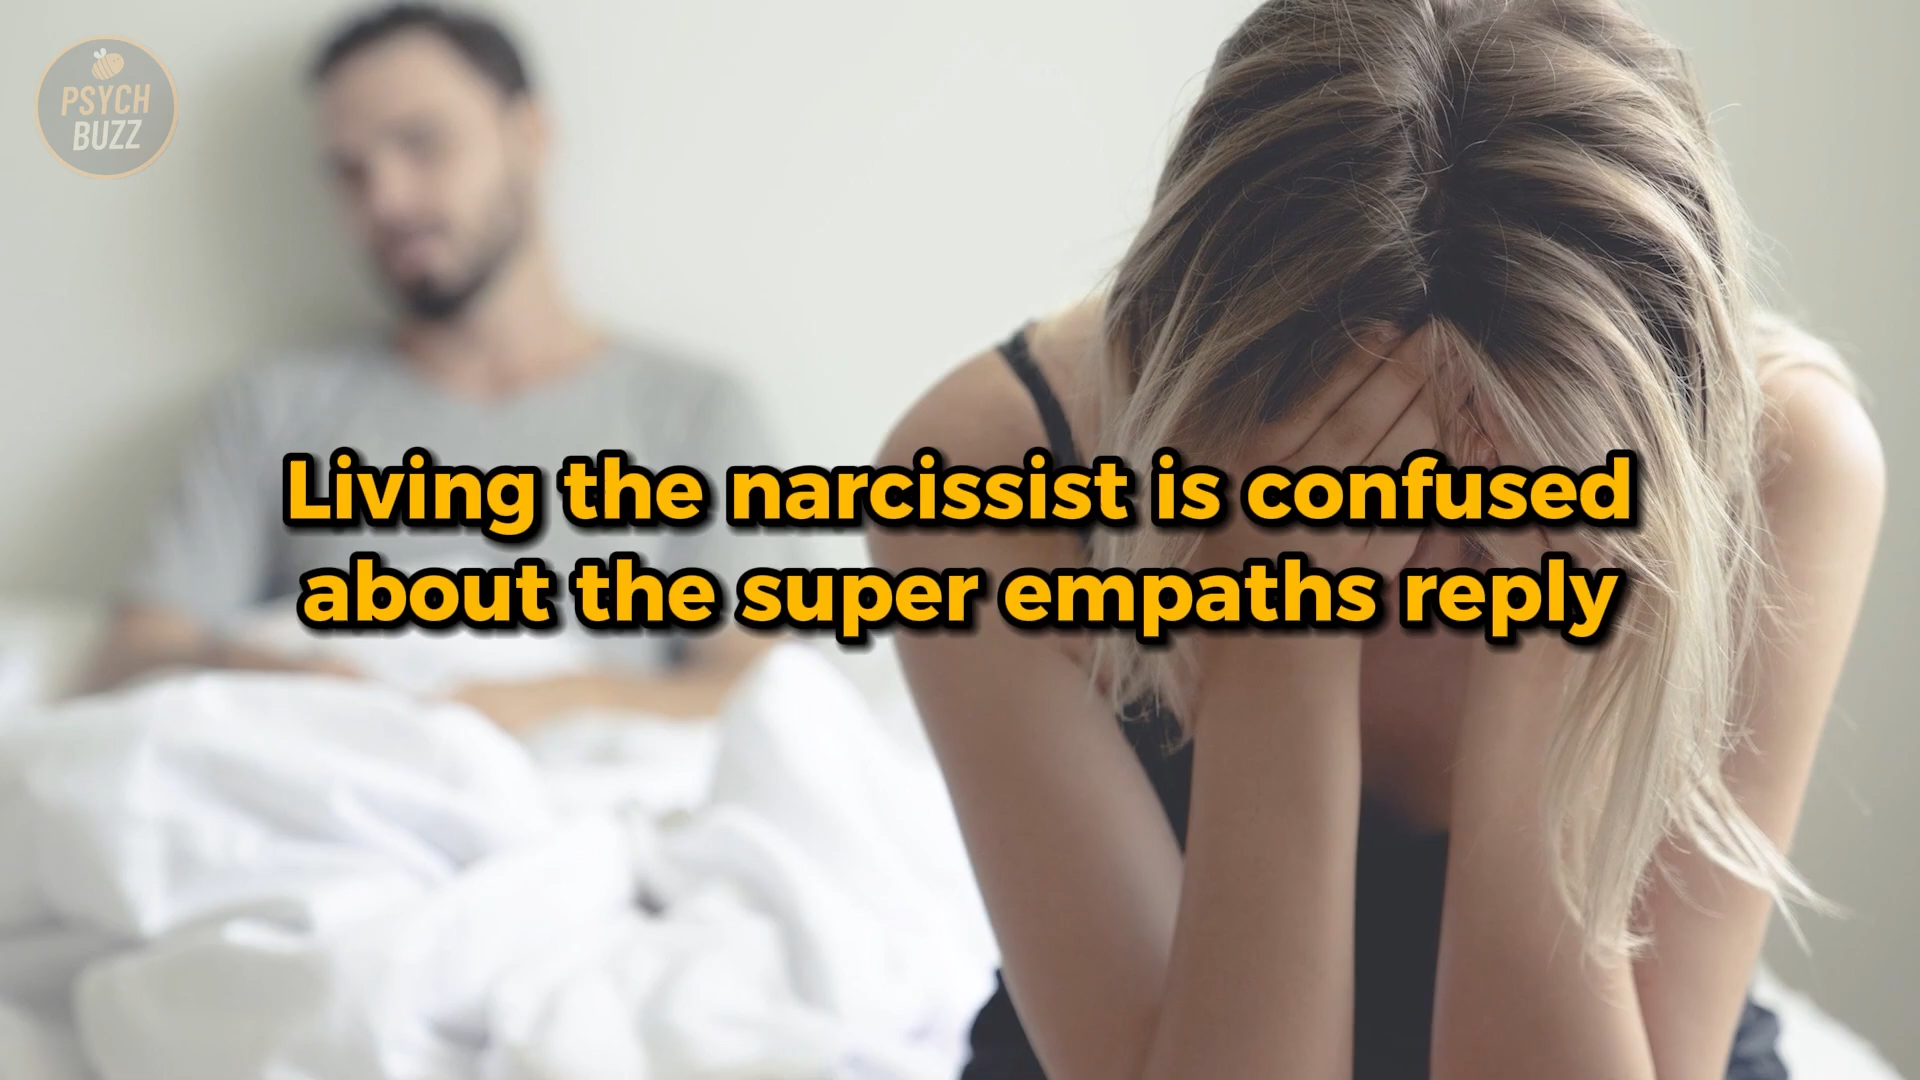 PSYCH
BUZZ
Living the narcissist is confused
about the super empaths reply